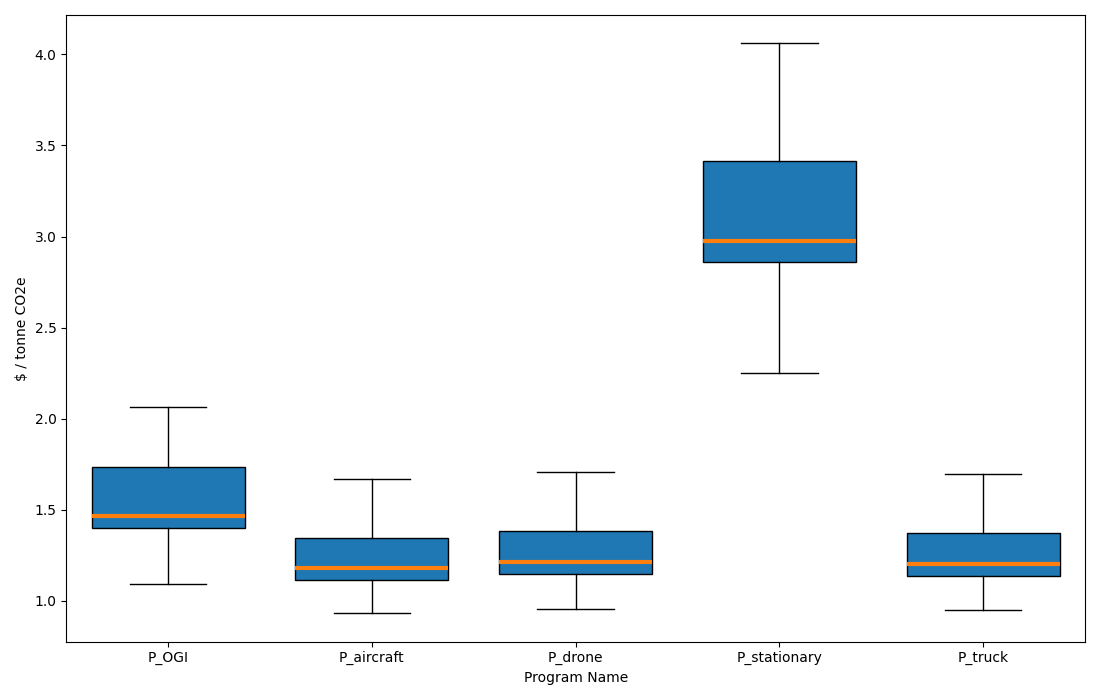 $ / tonne CO2e
4.0
3.5
3.0
2.5
2.0
1.5
1.0
P_OGI P_aircraft P_drone P_stationary P_truck
Program Name